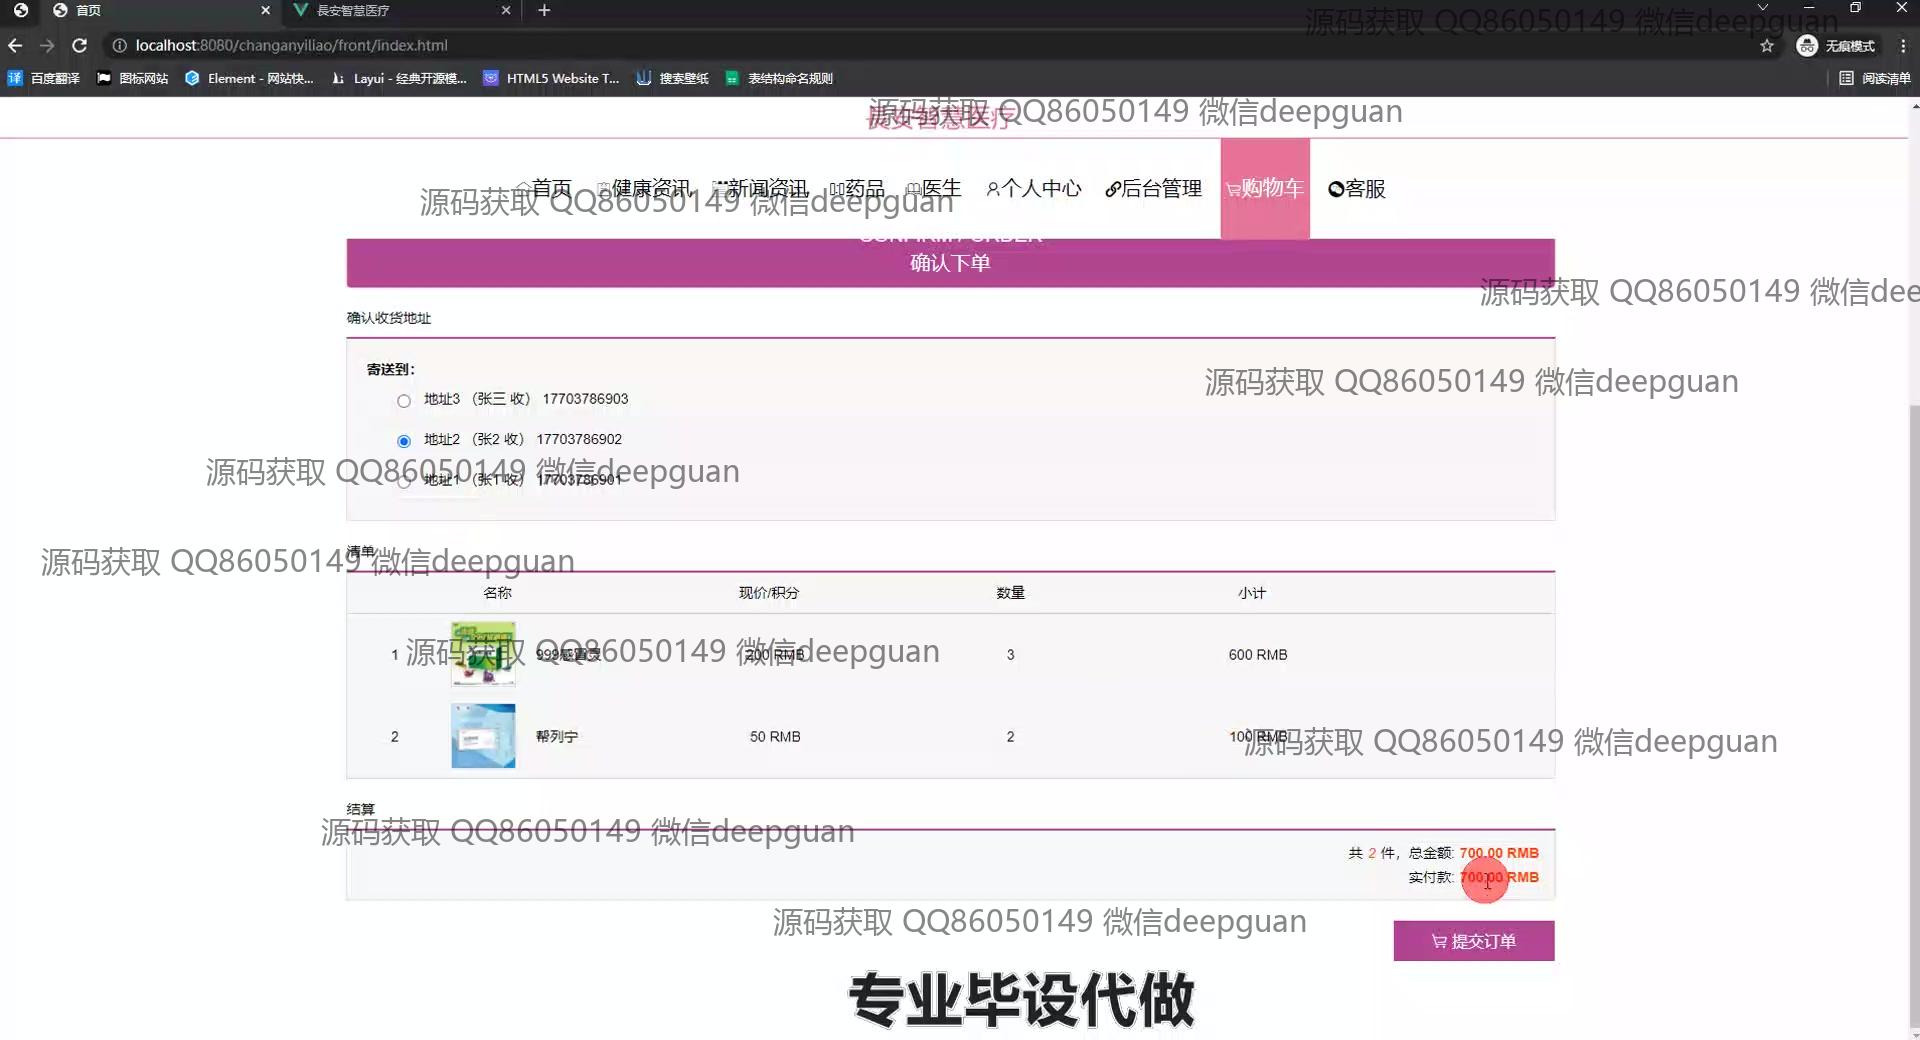 首页
長安智慧医疗
源码获取 QQ86050149 微信deepguan
localhost:8080/changanyiliao/front/index.html
无痕模式
百度翻译
图标网站
Element - 网站快...
Layui - 经典开源模...
HTML5 Website T...
搜索壁纸
表结构命名规则
阅读清单
長安智慧医疗
源码获取 QQ86050149 微信deepguan
首页
健康资讯
新闻资讯
药品
医生
个人中心
后台管理
购物车
客服
源码获取 QQ86050149 微信deepguan
CONFIRM / ORDER
确认下单
源码获取 QQ86050149 微信dee
确认收货地址
寄送到：
源码获取 QQ86050149 微信deepguan
地址3 （张三 收） 17703786903
地址2 （张2 收） 17703786902
地址1 （张1 收） 17703786901
源码获取 QQ86050149 微信deepguan
清单
源码获取 QQ86050149 微信deepguan
名称 现价/积分 数量 小计
1 999感冒灵 200 RMB 3 600 RMB
源码获取 QQ86050149 微信deepguan
2 帮列宁 50 RMB 2 100 RMB
源码获取 QQ86050149 微信deepguan
结算
源码获取 QQ86050149 微信deepguan
共 2 件，总金额: 700.00 RMB
实付款: 700.00 RMB
源码获取 QQ86050149 微信deepguan
提交订单
专业毕设代做